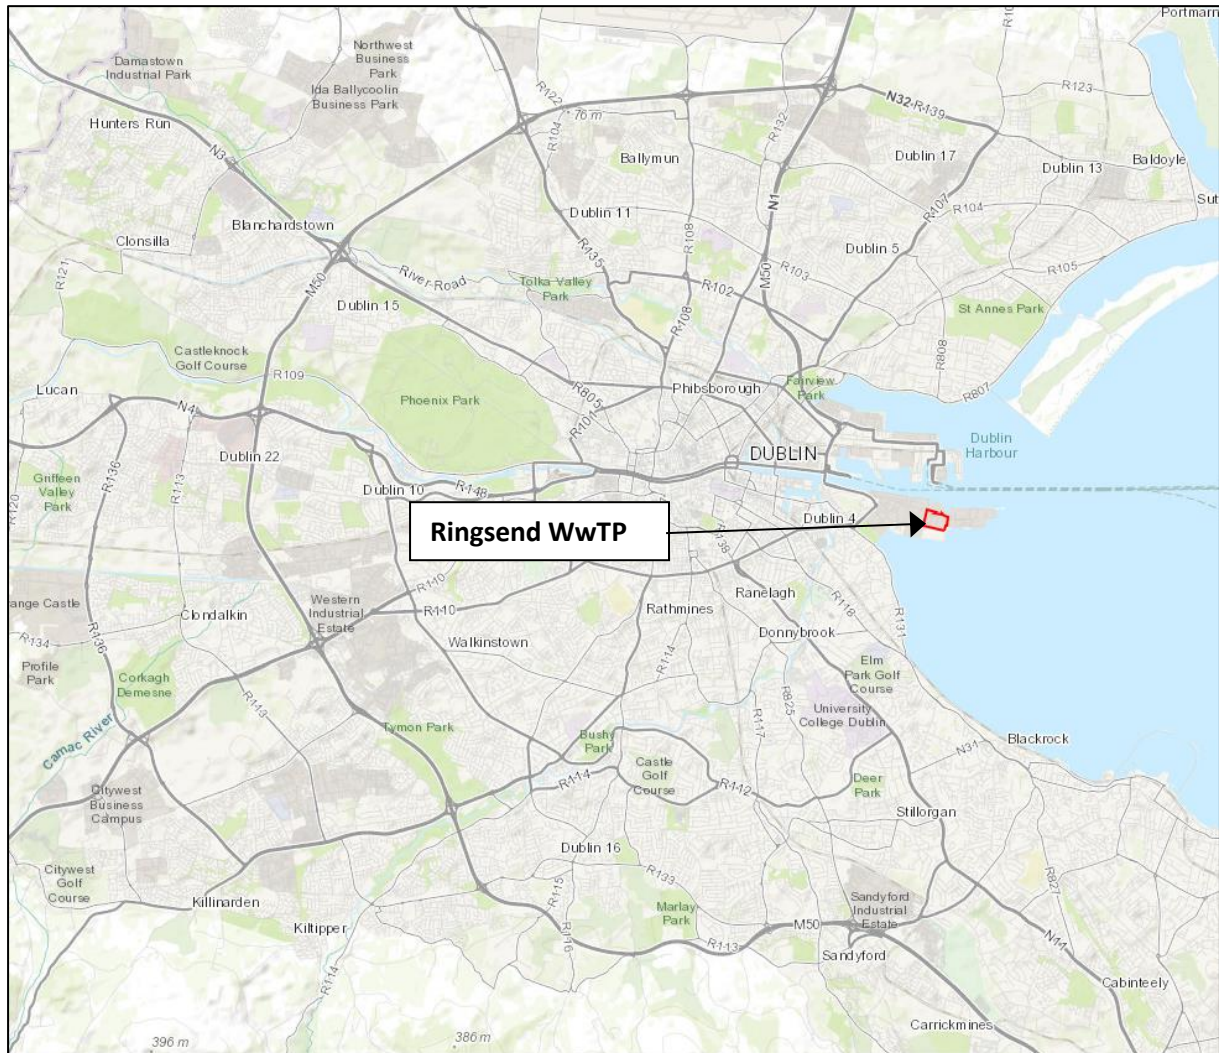 Portmarn
Northwest
Business
Park
Damastown
Industrial Park
Ida Ballycoolin
Business Park
R122
76 m
R104
R132
N32-R139
R123
Hunters Run
N3
Ballymun
Dublin 17
Dublin 13
Baldoyle
Sut
Dublin 11
N1
R107
R104
Blanchardstown
Clonsilla
R121
M50
R135
R108
Dublin 5
R103
R105
River-Road
Tolka Valley
Park
R102
M50
Dublin 15
St Annes Park
R108
R808
Castleknock
Golf Course
R109
Lucan
N4
Phoenix Park
R805
R101
Phibsborough
Fairview
Park
R807
DUBLIN
Dublin
Harbour
R136
R113
Dublin 22
Griffeen
Valley
Park
R120
Dublin 10
R148
Ringsend WwTP
Dublin 4
R138
Western
Industrial
Estate
R110
R110
Ranelagh
R118
R131
ange Castle
Clondalkin
Rathmines
Donnybrook
R134
R136
Walkinstown
R114
Profile
Park
Corkagh
Demesne
R113
Elm
Park Golf
Course
R825
University
College Dublin
Camac River
Tymon Park
Bushy
Park
R117
N31
Blackrock
Castle
Golf
Course
R114
R112
Deer
Park
Citywest
Business
Campus
Stillorgan
Dublin 16
R133
R115
R827
Citywest
Golf
Course
Killinarden
Kiltipper
Marlay
Park
Sandyford
Industrial
Estate
M50
R116
R113
Sandyford
N11
R114
Cabinteely
Carrickmines
396 m
386 m